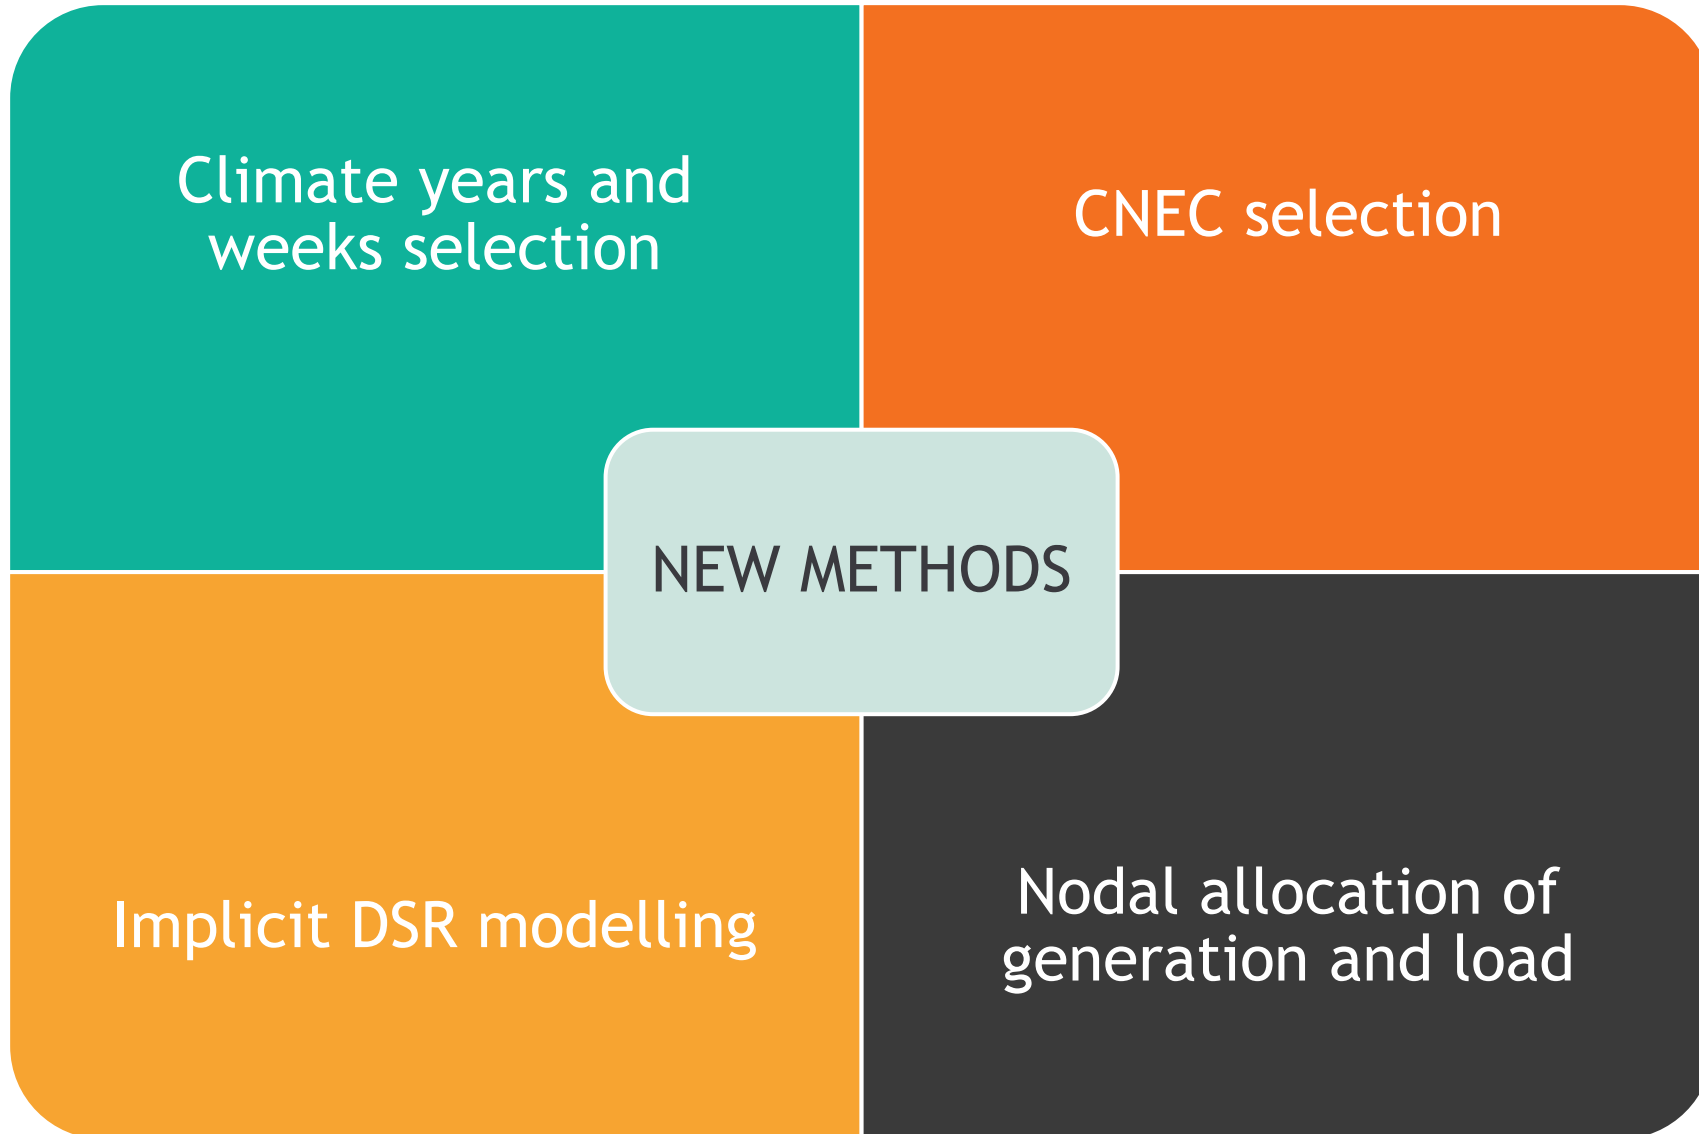 Climate years and
weeks selection
CNEC selection
NEW METHODS
Implicit DSR modelling
Nodal allocation of
generation and load